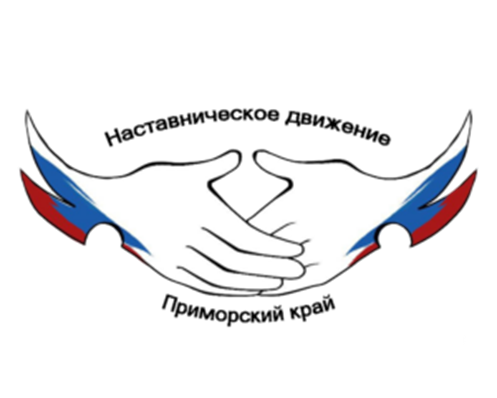 Наставническое движение
Приморский край